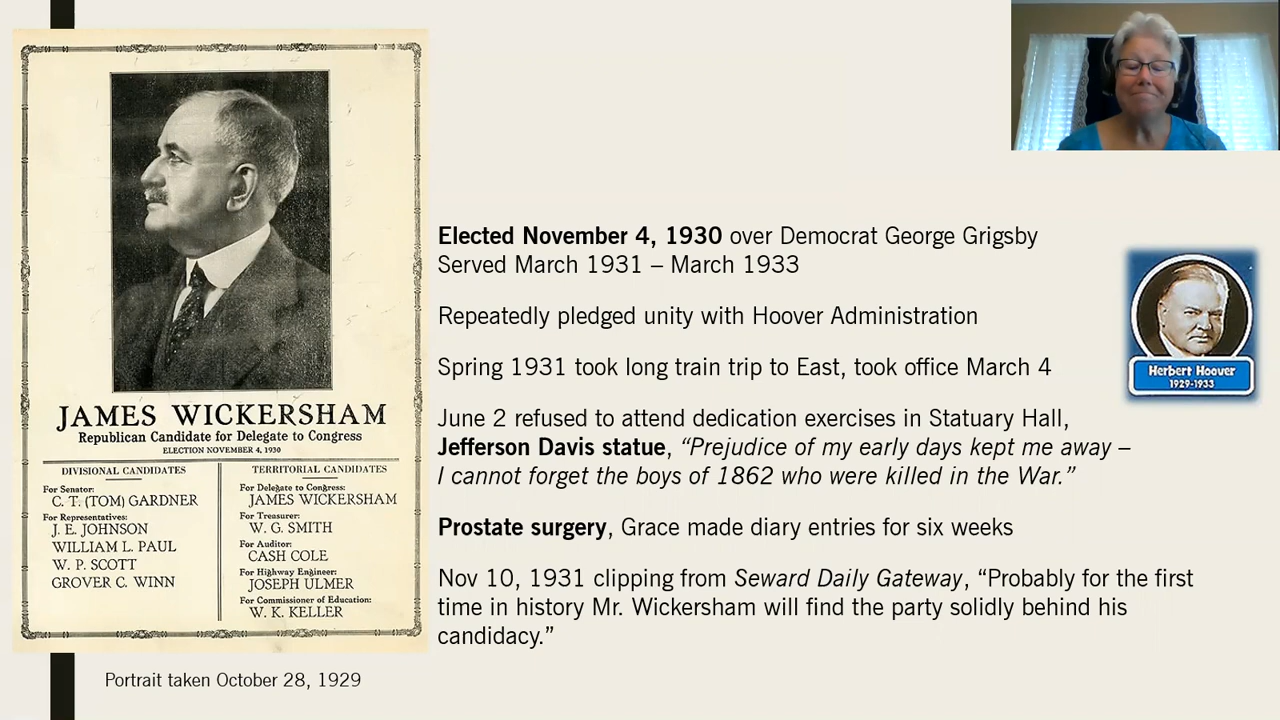 JAMES WICKERSHAM
Republican Candidate for Delegate to Congress
ELECTION NOVEMBER 4, 1930
DIVISIONAL CANDIDATES
For Senator:
C. T. (TOM) GARDNER
For Representatives:
J. E. JOHNSON
WILLIAM L. PAUL
W. P. SCOTT
GROVER C. WINN
TERRITORIAL CANDIDATES
For Delegate to Congress:
JAMES WICKERSHAM
For Treasurer:
W. G. SMITH
For Auditor:
CASH COLE
For Highway Engineer:
JOSEPH ULMER
For Commissioner of Education:
W. K. KELLER
Portrait taken October 28, 1929
Elected November 4, 1930 over Democrat George Grigsby
Served March 1931 – March 1933
Repeatedly pledged unity with Hoover Administration
Spring 1931 took long train trip to East, took office March 4
June 2 refused to attend dedication exercises in Statuary Hall,
Jefferson Davis statue, “Prejudice of my early days kept me away –
I cannot forget the boys of 1862 who were killed in the War.”
Prostate surgery, Grace made diary entries for six weeks
Nov 10, 1931 clipping from Seward Daily Gateway, “Probably for the first
time in history Mr. Wickersham will find the party solidly behind his
candidacy.”
Herbert Hoover
1929-1933